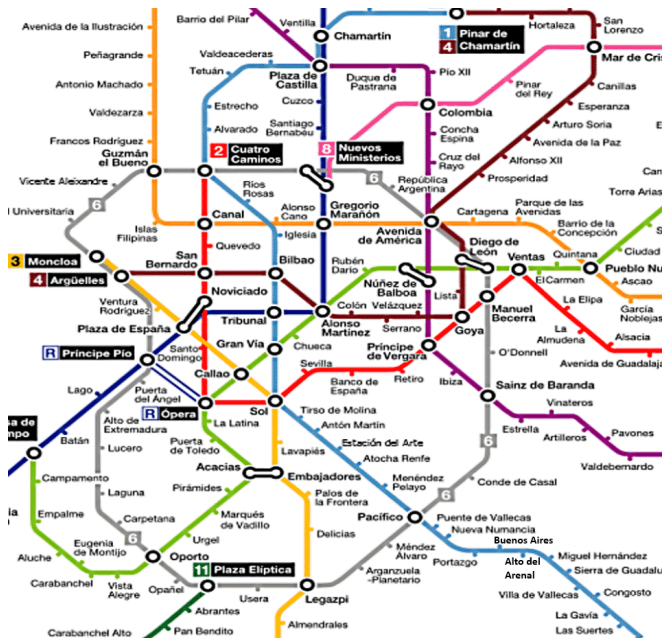 Avenida de la Ilustración
Barrio del Pilar
Ventilla
Chamartín
1 Pinar de
4 Chamartín
Hortaleza
San
Lorenzo
Mar de Cris
Peñagrande
Valdeacederas
Tetuán
Plaza de
Castilla
Duque de
Pastrana
Pío XII
Pinar
del Rey
Canillas
Antonio Machado
Estrecho
Cuzco
Colombia
Esperanza
Valdezarza
Alvarado
Santiago
Bernabéu
Concha
Espina
Arturo Soria
Francos Rodríguez
Guzmán
el Bueno
2 Cuatro
Caminos
8 Nuevos
Ministerios
Cruz del
Rayo
Avenida de la Paz
Alfonso XII
Can
Vicente Aleixandre
6
Ríos
Rosas
6
República
Argentina
Prosperidad
Torre Arias
l Universitaria
6
Canal
Alonso
Cano
Gregorio
Marañón
Avenida
de América
Cartagena
Parque de las
Avenidas
Islas
Filipinas
Quevedo
Iglesia
Diego de
León
Barrio de la
Concepción
Ciudad
3 Moncloa
San
Bernardo
Bilbao
Rubén
Darío
Ventas
Quintana
Pueblo Nu
4 Argüelles
Noviciado
Núñez de
Balboa
Lista
El Carmen
Ascao
Ventura
Rodríguez
Colón
Velázquez
Manuel
Becerra
La Elipa
García
Noblejas
Plaza de España
Tribunal
Alonso
Martínez
Serrano
Goya
La
Almudena
Alsacia
R Príncipe Pío
Santo
Domingo
Gran Vía
Chueca
Príncipe
de Vergara
O'Donnell
Avenida de Guadalaja
Callao
Sevilla
Lago
Puerta
del Ángel
Banco de
España
Retiro
Ibiza
Sainz de Baranda
R Ópera
Sol
Vinateros
sa de
mpo
Batán
Alto de
Extremadura
La Latina
Tirso de Molina
Antón Martín
Estrella
Artilleros
Pavones
Lucero
Puerta
de Toledo
Lavapiés
Estación del Arte
6
Valdebernardo
Campamento
Acacias
Embajadores
Atocha Renfe
Laguna
Pirámides
Palos de
la Frontera
Menéndez
Pelayo
Conde de Casal
6
ia
Empalme
Carpetana
Marqués
de Vadillo
Delicias
Pacífico
Puente de Vallecas
Nueva Numancia
Buenos Aires
Eugenia
de Montijo
6
Urgel
Méndez
Álvaro
Portazgo
Alto del
Arenal
Miguel Hernández
Aluche
Oporto
Arganzuela
-Planetario
Sierra de Guadalu
Carabanchel
Vista
Alegre
Opañel
11 Plaza Elíptica
Usera
Legazpi
Villa de Vallecas
Congosto
Abrantes
La Gavía
Carabanchel Alto
Pan Bendito
Almendrales
Las Suertes